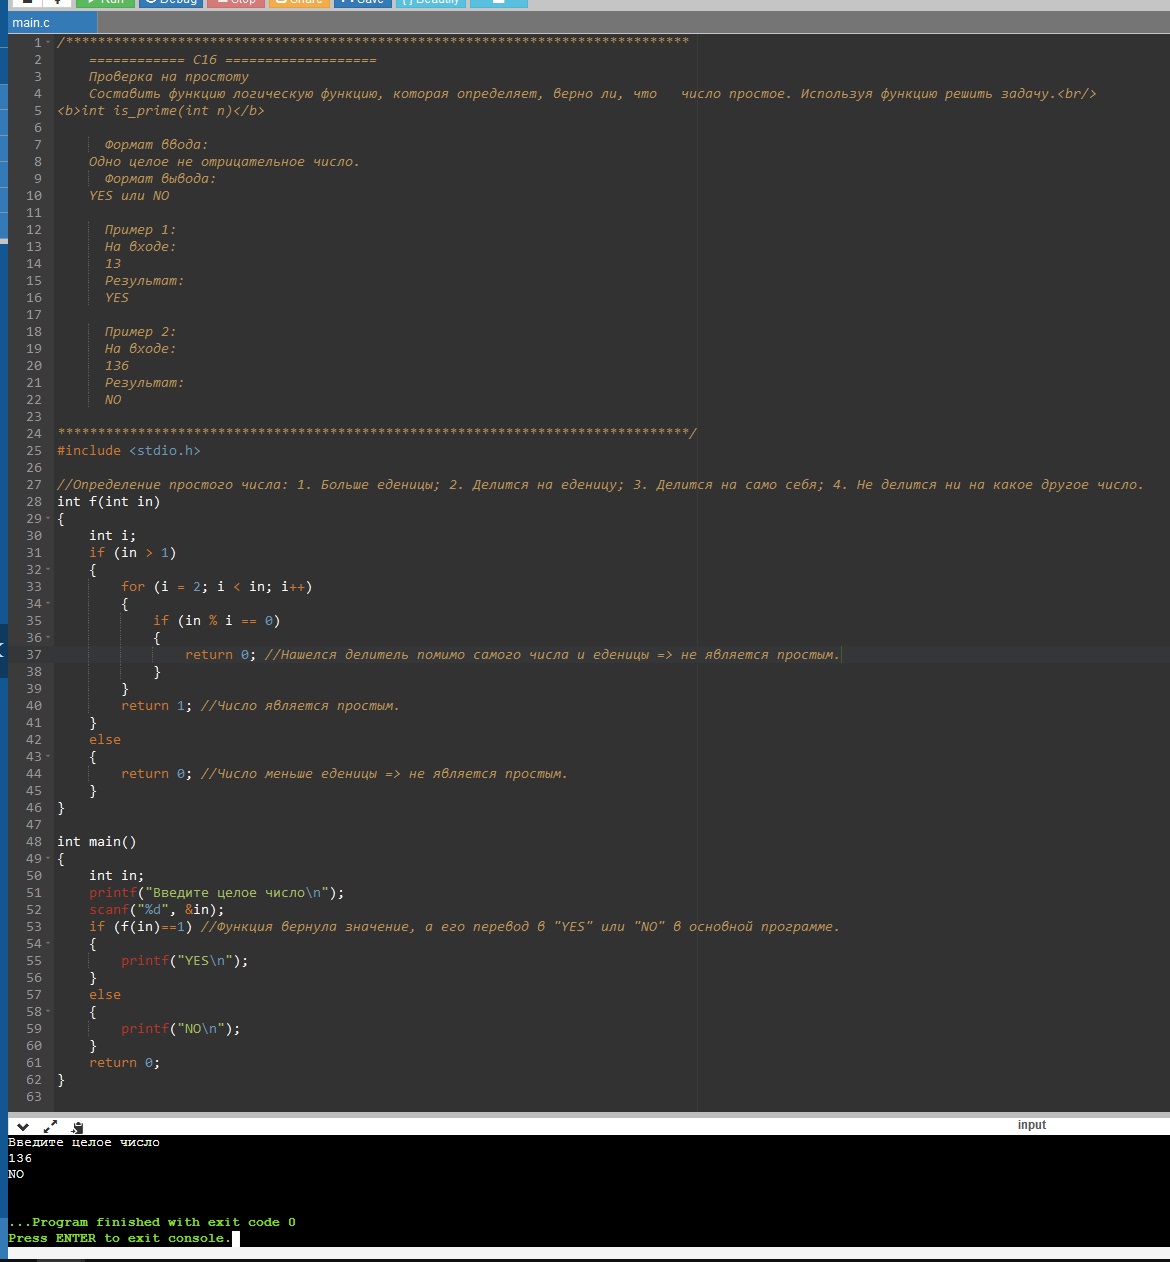 Run Debug Stop Share Save { } Beautify
main.c
1 /******************************************************************************
2 ============ C16 ===================
3 Проверка на простоту
4 Составить функцию логическую функцию, которая определяет, верно ли, что число простое. Используя функцию решить задачу.<br/>
5 <b>int is_prime(int n)</b>
6
7 Формат ввода:
8 Одно целое не отрицательное число.
9 Формат вывода:
10 YES или NO
11
12 Пример 1:
13 На входе:
14 13
15 Результат:
16 YES
17
18 Пример 2:
19 На входе:
20 136
21 Результат:
22 NO
23
24 *******************************************************************************/
25 #include <stdio.h>
26
27 //Определение простого числа: 1. Больше еденицы; 2. Делится на еденицу; 3. Делится на само себя; 4. Не делится ни на какое другое число.
28 int f(int in)
29 {
30 int i;
31 if (in > 1)
32 {
33 for (i = 2; i < in; i++)
34 {
35 if (in % i == 0)
36 {
37 return 0; //Нашелся делитель помимо самого числа и еденицы => не является простым.
38 }
39 }
40 return 1; //Число является простым.
41 }
42 else
43 {
44 return 0; //Число меньше еденицы => не является простым.
45 }
46 }
47
48 int main()
49 {
50 int in;
51 printf("Введите целое число\n");
52 scanf("%d", &in);
53 if (f(in)==1) //Функция вернула значение, а его перевод в "YES" или "NO" в основной программе.
54 {
55 printf("YES\n");
56 }
57 else
58 {
59 printf("NO\n");
60 }
61 return 0;
62 }
63
input
Введите целое число
136
NO
...Program finished with exit code 0
Press ENTER to exit console.